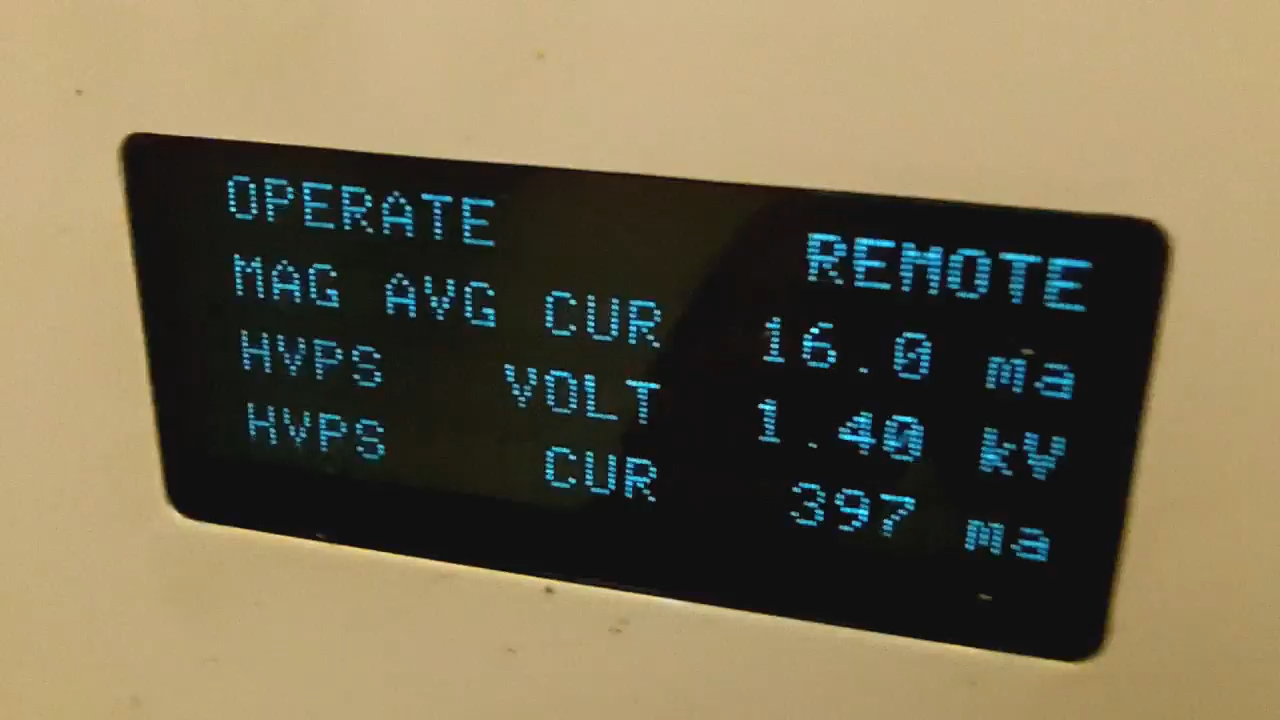 OPERATE REMOTE
MAG AVG CUR 16.0 ma
HVPS VOLT 1.40 kV
HVPS CUR 397 ma